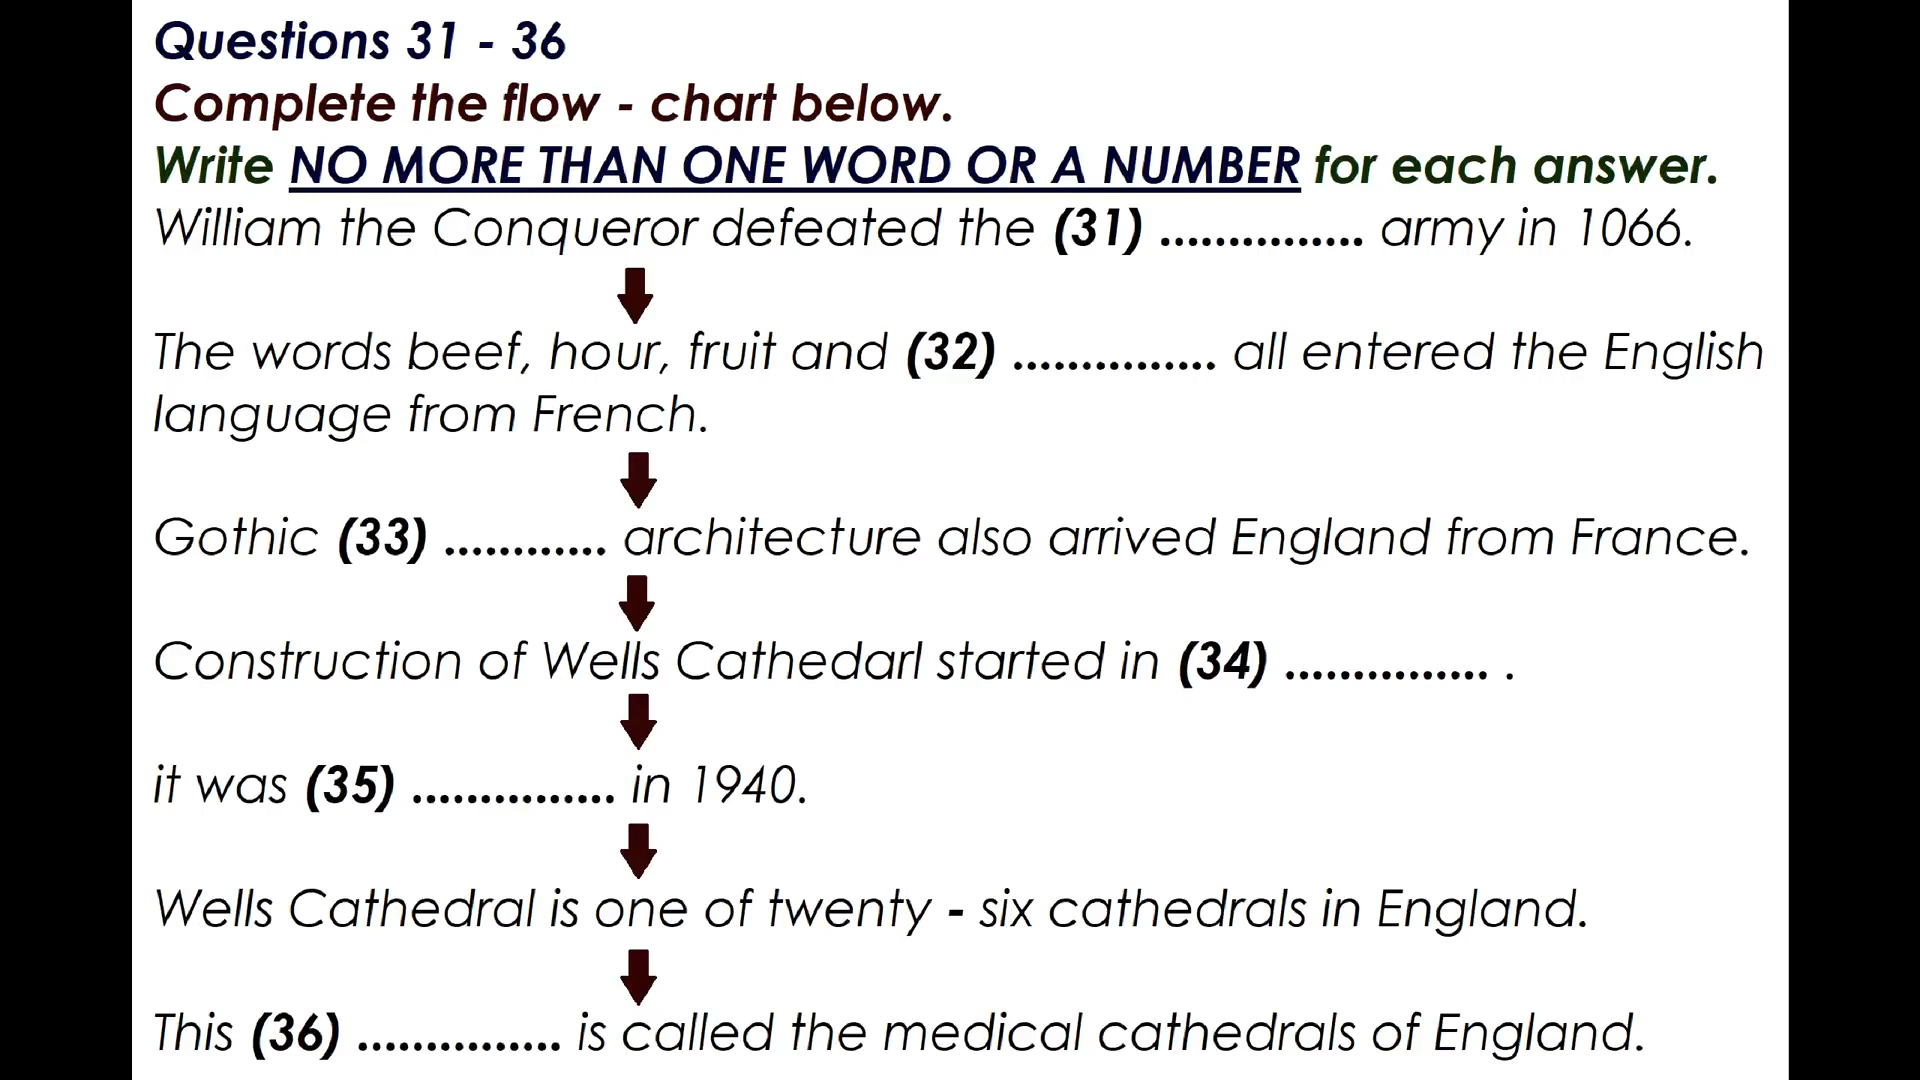 Questions 31 - 36
Complete the flow - chart below.
Write NO MORE THAN ONE WORD OR A NUMBER for each answer.
William the Conqueror defeated the (31) ............... army in 1066.
The words beef, hour, fruit and (32) ............... all entered the English
language from French.
Gothic (33) ............ architecture also arrived England from France.
Construction of Wells Cathedarl started in (34) ............... .
it was (35) ............... in 1940.
Wells Cathedral is one of twenty - six cathedrals in England.
This (36) ............... is called the medical cathedrals of England.